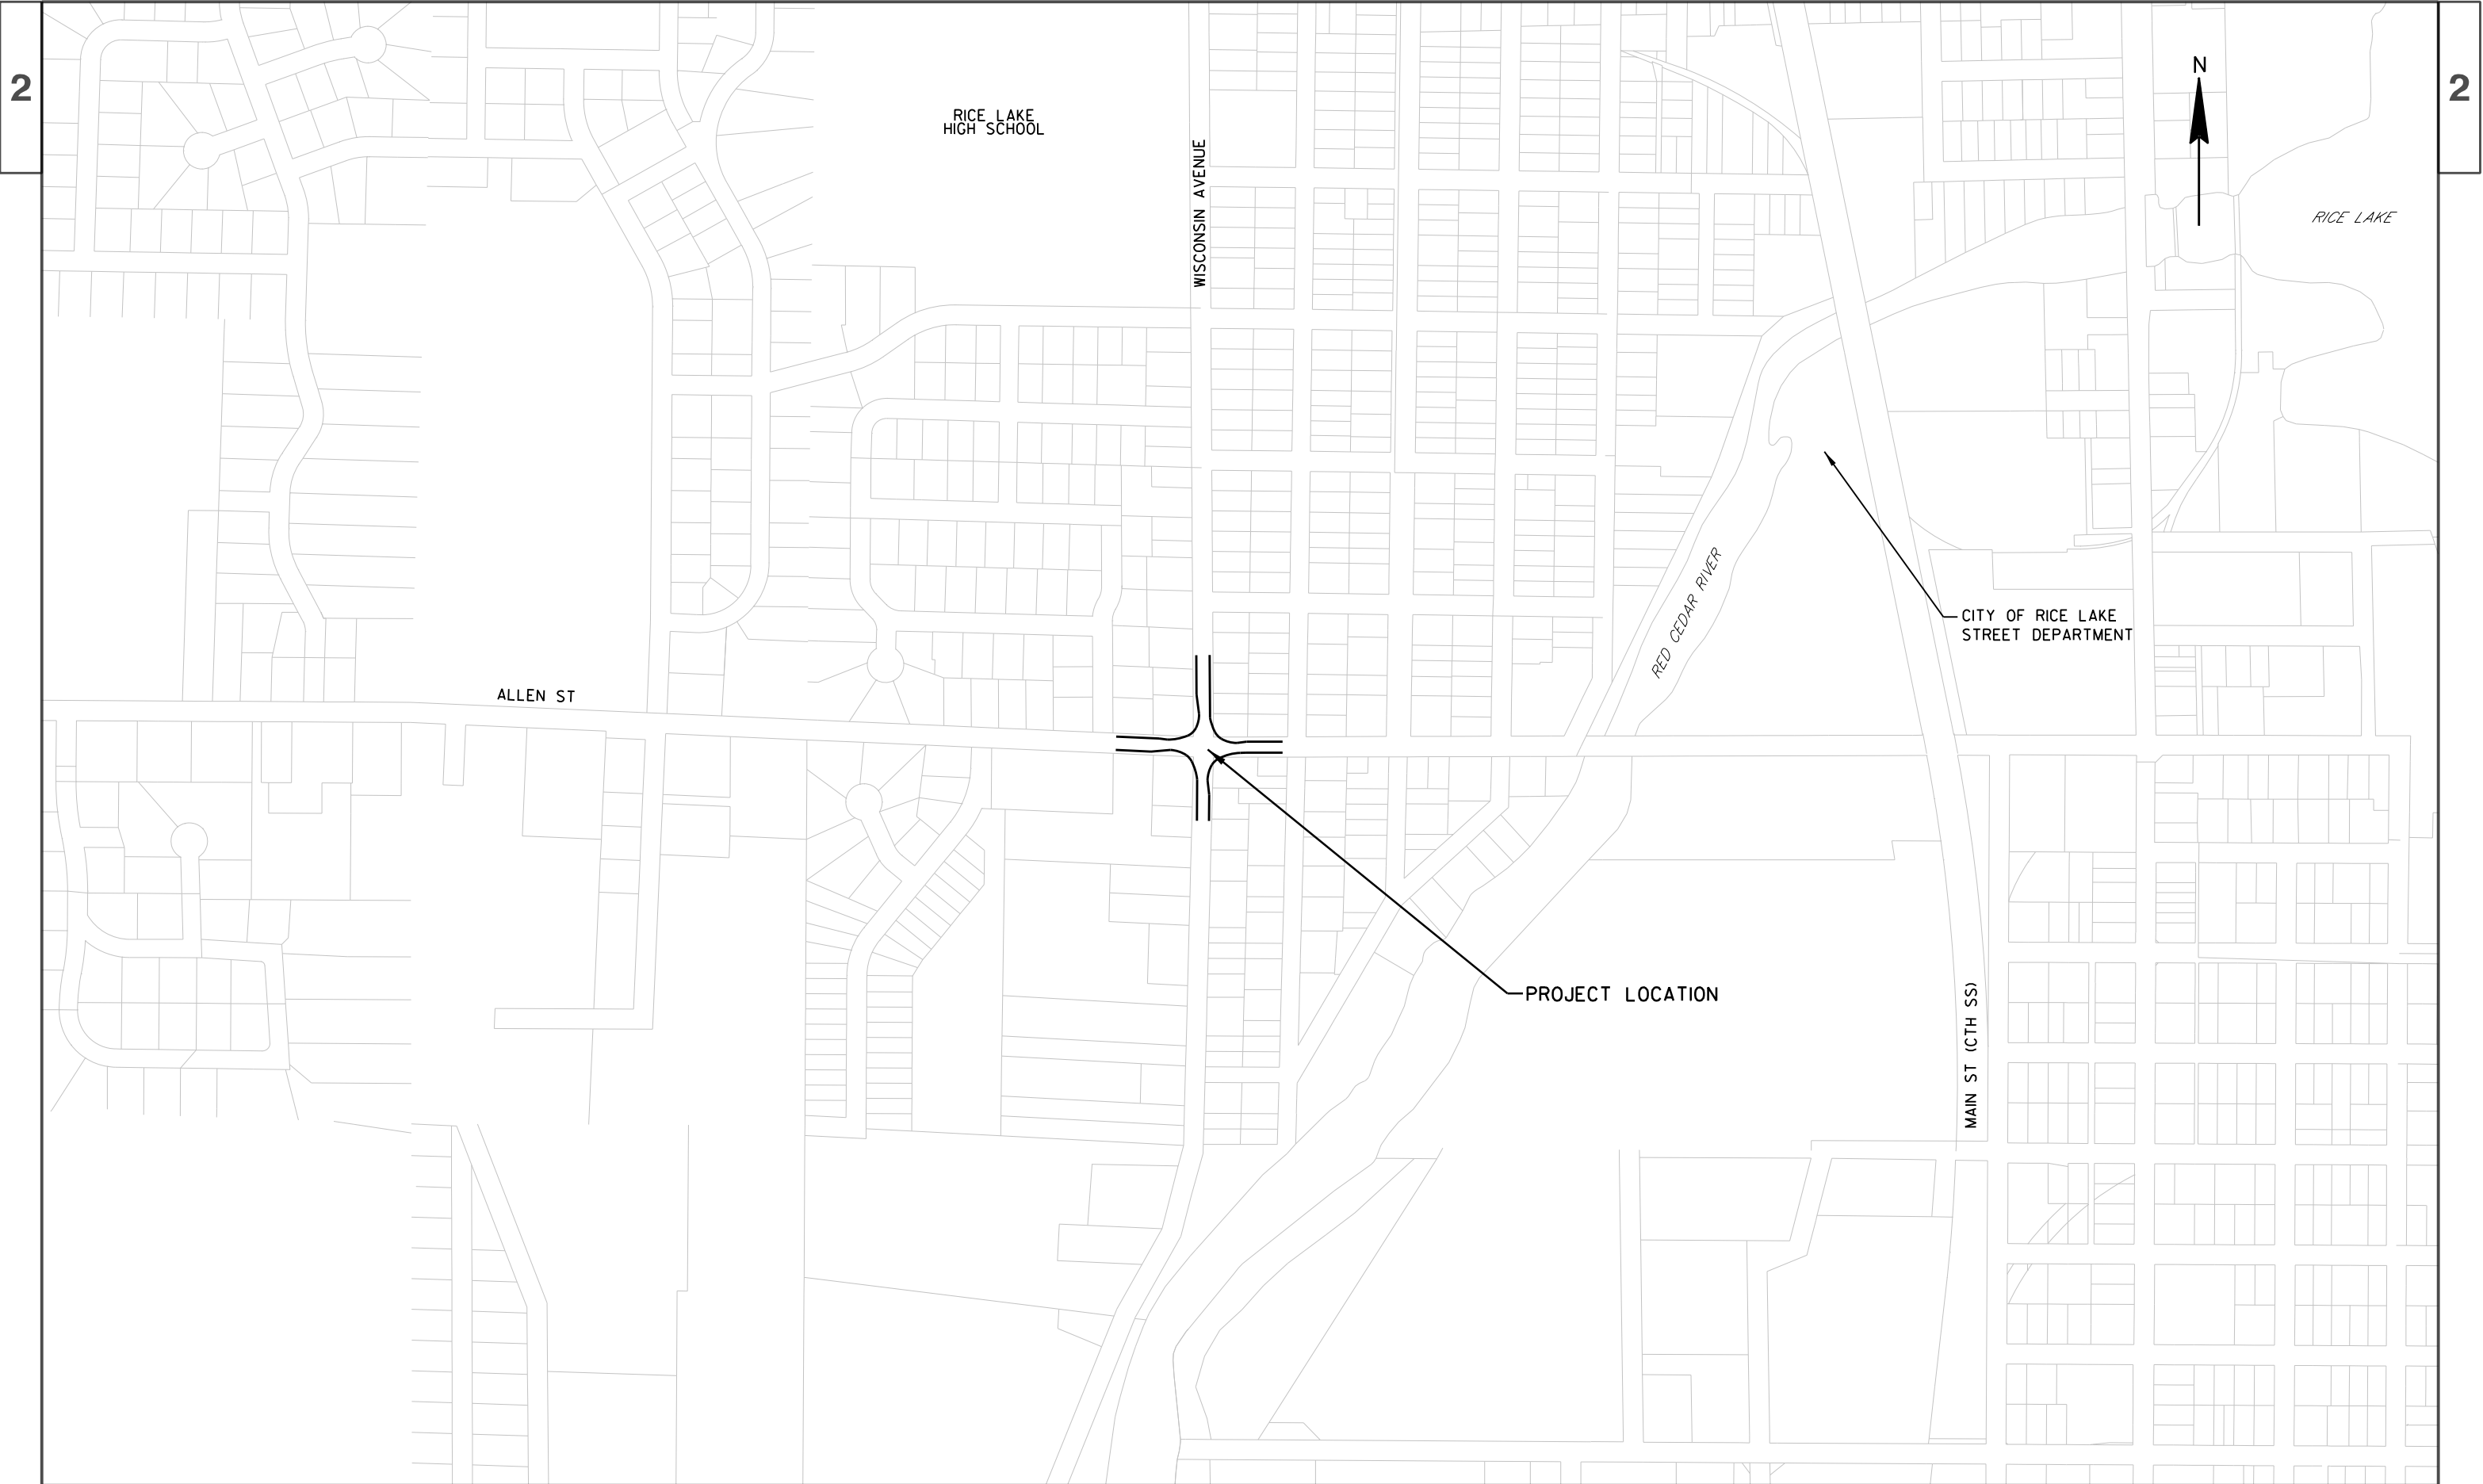 2
2
N
RICE LAKE
HIGH SCHOOL
WISCONSIN AVENUE
RICE LAKE
RED CEDAR RIVER
CITY OF RICE LAKE
STREET DEPARTMENT
ALLEN ST
PROJECT LOCATION
MAIN ST (CTH SS)